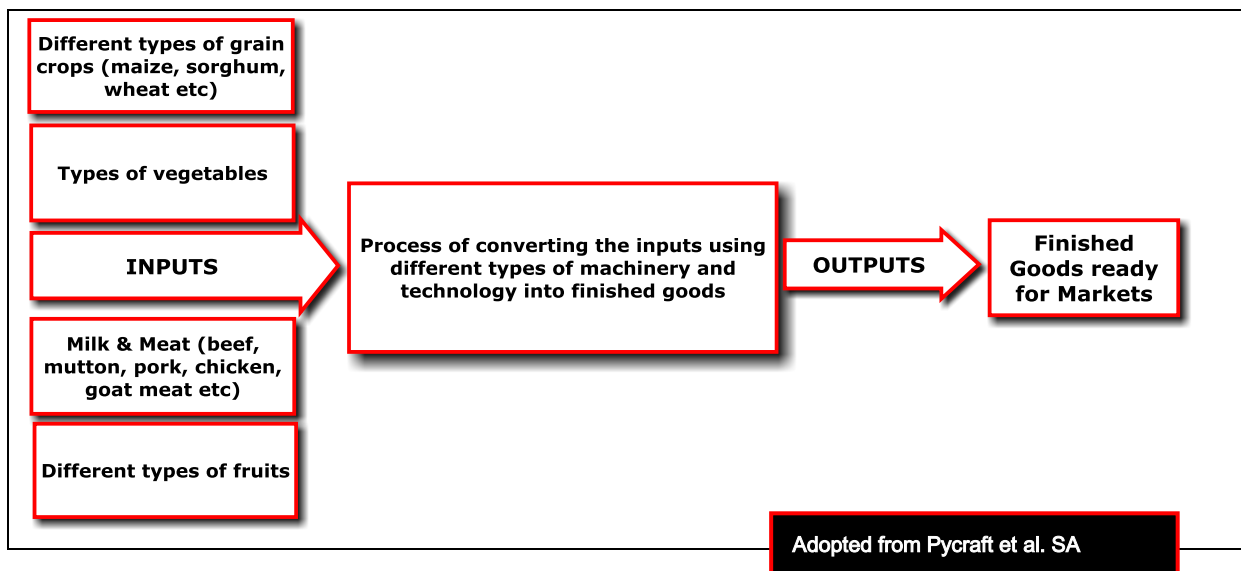 Different types of grain
crops (maize, sorghum,
wheat etc)
Types of vegetables
INPUTS
Milk & Meat (beef,
mutton, pork, chicken,
goat meat etc)
Different types of fruits
Process of converting the inputs using
different types of machinery and
technology into finished goods
OUTPUTS
Finished
Goods ready
for Markets
Adopted from Pycraft et al. SA